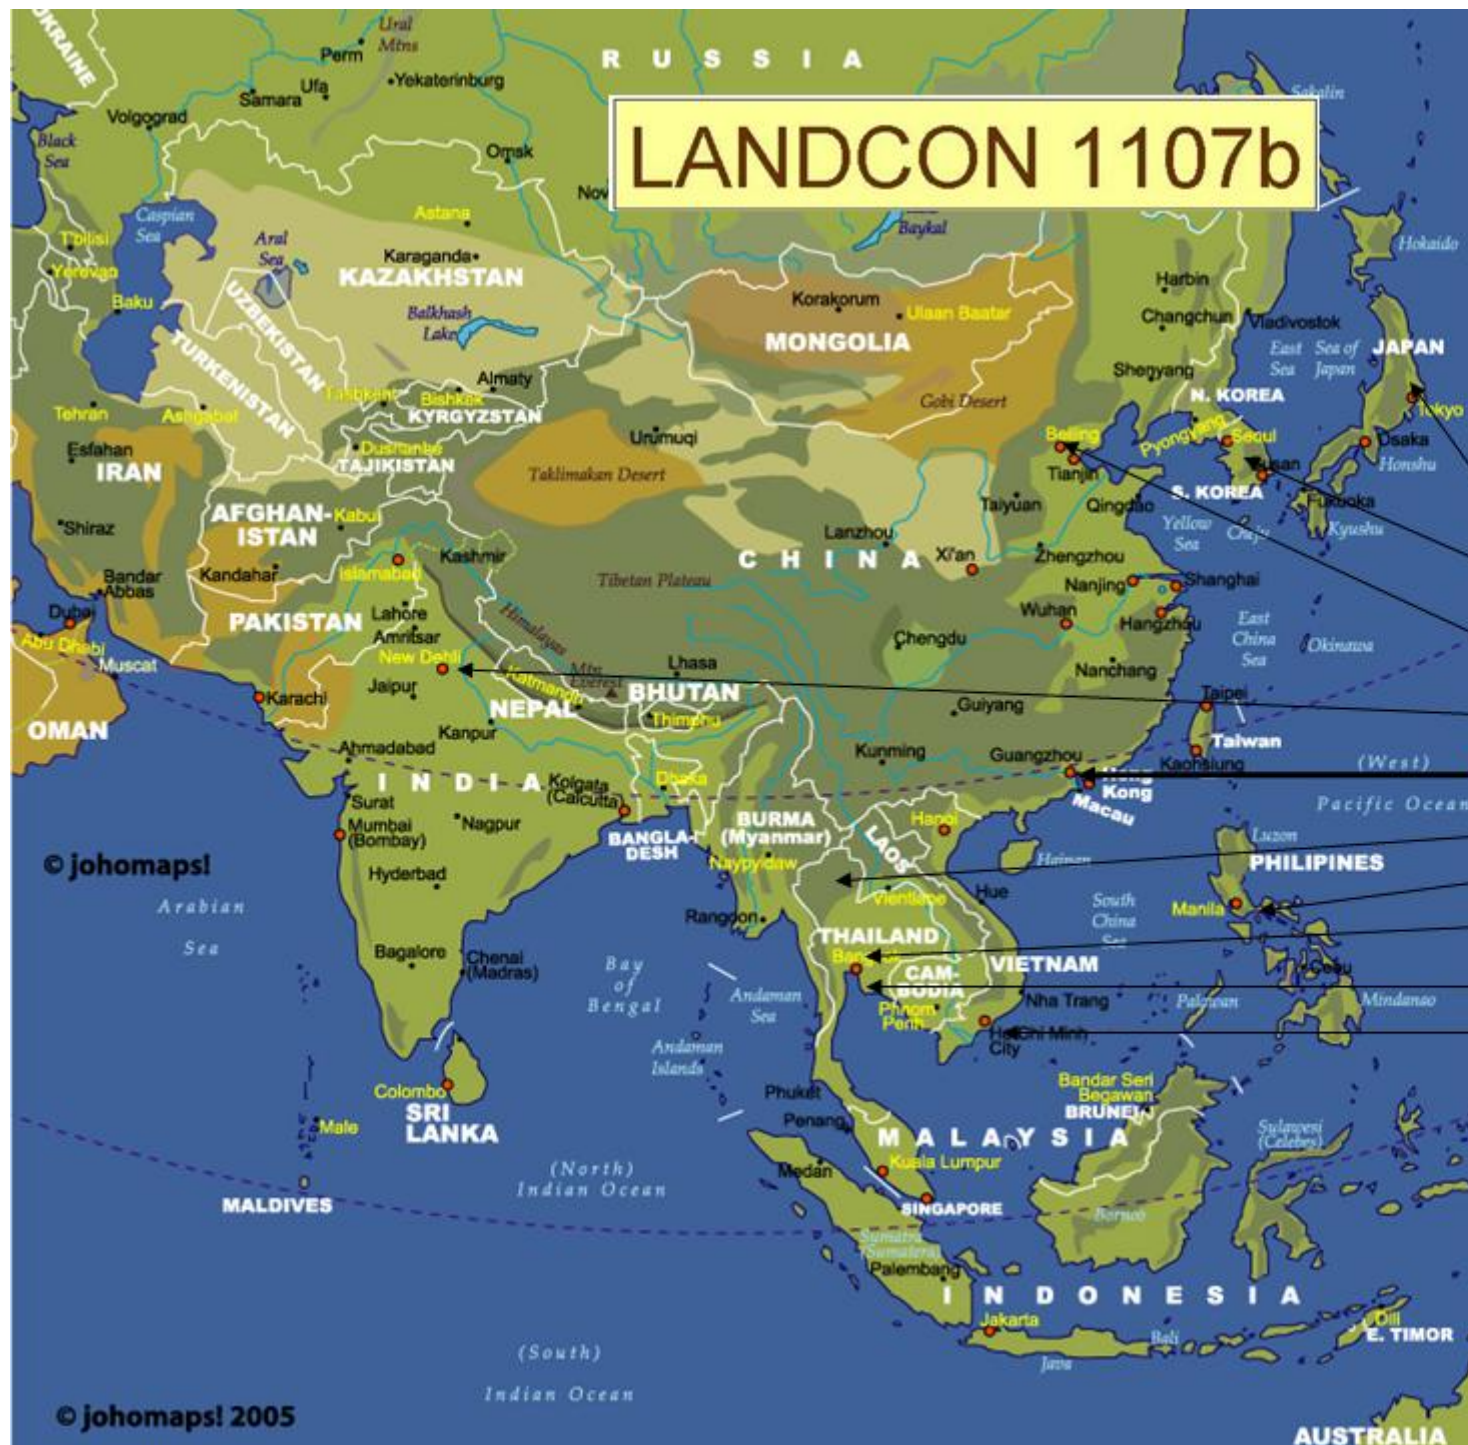 UKRAINE
Ural
Mtns
Perm
R U S S I A
Yekaterinburg
Ufa
Samara
Sakalin
Volgograd
LANDCON 1107b
Black
Sea
Omsk
Caspian
Sea
Astana
Baykal
T'bilisi
Aral
Sea
Karaganda
Hokaido
Yerevan
KAZAKHSTAN
Harbin
Baku
UZBEKISTAN
Korakorum
Ulaan Baatar
Balkhash
Lake
Changchun
Vladivostok
MONGOLIA
TURKENISTAN
East
Sea
Sea of
Japan
JAPAN
Almaty
Shegyang
Tashkent
Bishkek
N. KOREA
Tehran
Ashgabat
KYRGYZSTAN
Gobi Desert
Tokyo
Urumuqi
Beijing
Pyongyang
Seoul
Osaka
Esfahan
Dushanbe
TAJIKISTAN
Tianjin
Busan
Honshu
IRAN
Taklimakan Desert
S. KOREA
AFGHAN-
ISTAN
Kabul
Taiyuan
Qingdao
Fukuoka
Shiraz
Lanzhou
Yellow
Sea
Cheju
Kyushu
Kashmir
C H I N A
Xi'an
Zhengzhou
Kandahar
Islamabad
Tibetan Plateau
Bandar
Abbas
Nanjing
Shanghai
Dubai
PAKISTAN
Lahore
Himalayas
Wuhan
Hangzhou
Abu Dhabi
Amritsar
Chengdu
East
China
Sea
Okinawa
Muscat
New Dehli
Katmandu
Mtn
Everest
Lhasa
Nanchang
Jaipur
BHUTAN
Karachi
NEPAL
Taipei
OMAN
Kanpur
Thimphu
Guiyang
Ahmadabad
Kunming
Guangzhou
Taiwan
I N D I A
Kolgata
(Calcutta)
Dhaka
Hong
Kong
Kaohsiung
(West)
Surat
Macau
Pacific Ocean
Mumbai
(Bombay)
Nagpur
BANGLA-
DESH
BURMA
(Myanmar)
LAOS
Hanoi
Luzon
© johomaps!
Hyderbad
Naypyidaw
Hainan
PHILIPINES
Arabian
Sea
Vientiane
Hue
Rangoon
South
China
Sea
Manila
Bagalore
Chenai
(Madras)
THAILAND
Bay
of
Bengal
CAM-
BODIA
VIETNAM
Cebu
Andaman
Sea
Nha Trang
Palawan
Mindanao
Phnom
Penh
Ho Chi Minh
City
Andaman
Islands
Colombo
Phuket
Bandar Seri
Begawan
SRI
LANKA
Penang
BRUNEI
Male
M A L A Y S I A
Sulawesi
(Celebes)
(North)
Indian Ocean
Medan
Kuala Lumpur
MALDIVES
SINGAPORE
Borneo
Sumatra
(Sumatera)
Palembang
I N D O N E S I A
Jakarta
Dili
Bali
E. TIMOR
(South)
Indian Ocean
Java
© johomaps! 2005
AUSTRALIA